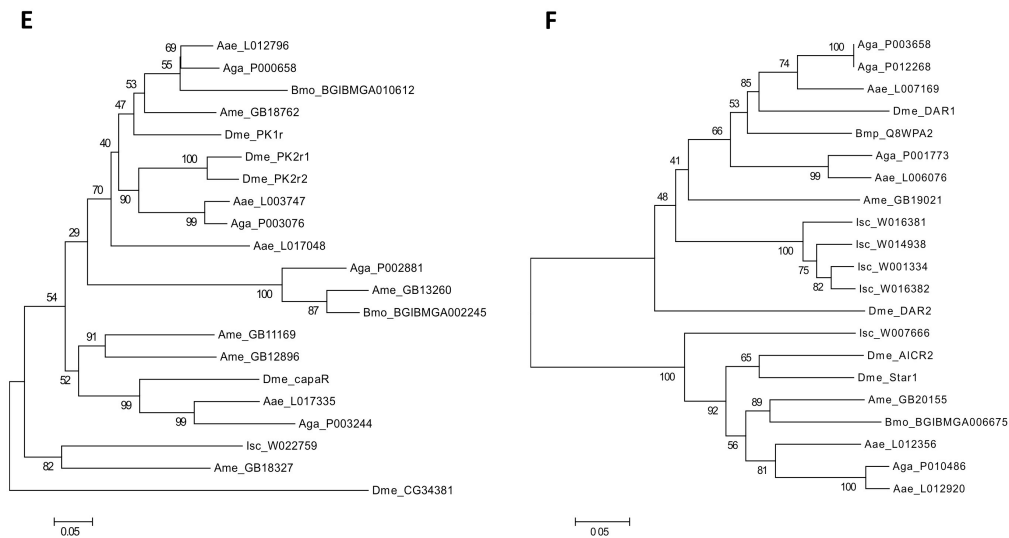 E
69
Aae_L012796
55
Aga_P000658
Bmo_BGIBMGA010612
53
47
Ame_GB18762
Dme_PK1r
40
100
Dme_PK2r1
Dme_PK2r2
90
70
Aae_L003747
99
Aga_P003076
29
Aae_L017048
Aga_P002881
100
Ame_GB13260
87
Bmo_BGIBMGA002245
54
91
Ame_GB11169
Ame_GB12896
52
Dme_capaR
99
Aae_L017335
99
Aga_P003244
Isc_W022759
82
Ame_GB18327
Dme_CG34381
0.05
F
100
Aga_P003658
Aga_P012268
74
85
Aae_L007169
53
Dme_DAR1
66
Bmp_Q8WPA2
Aga_P001773
99
Aae_L006076
41
48
Ame_GB19021
Isc_W016381
100
Isc_W014938
75
Isc_W001334
82
Isc_W016382
Dme_DAR2
Isc_W007666
100
65
Dme_AICR2
Dme_Star1
92
89
Ame_GB20155
Bmo_BGIBMGA006675
56
Aae_L012356
81
Aga_P010486
100
Aae_L012920
0 05